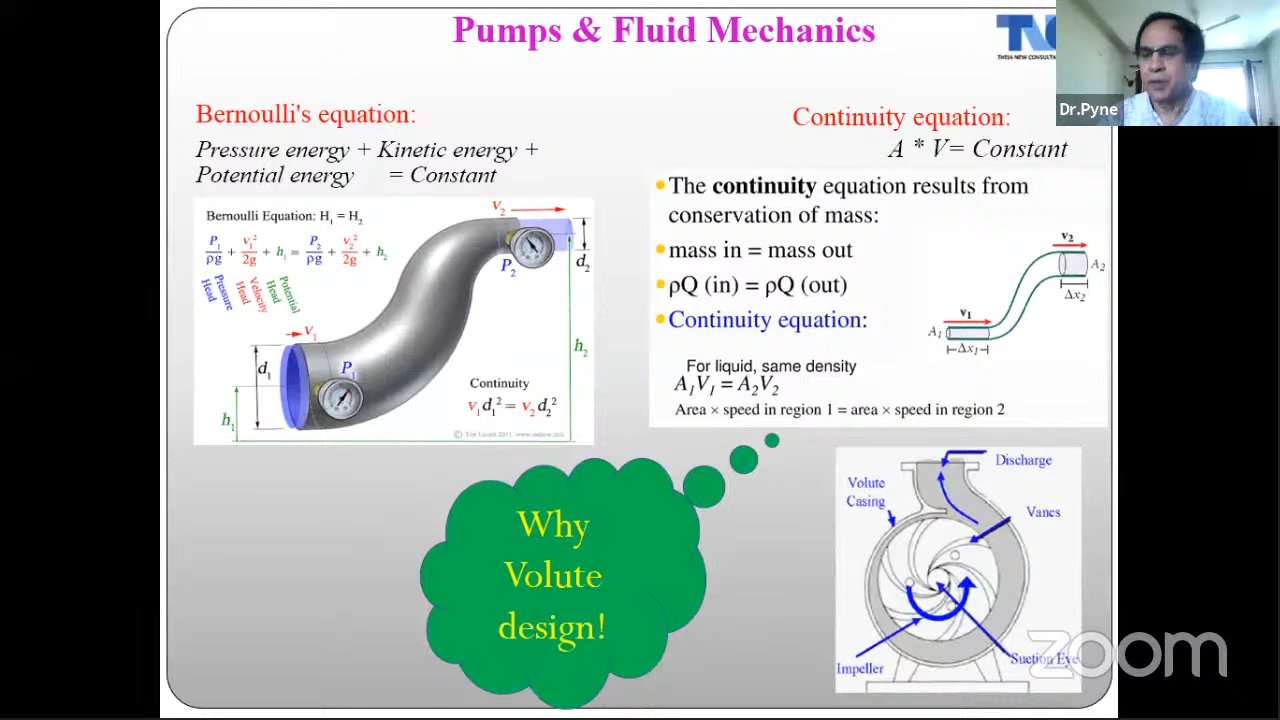 Pumps & Fluid Mechanics
THEIA NEW CONSULTA
Dr.Pyne
Bernoulli's equation:
Pressure energy + Kinetic energy +
Potential energy = Constant
Bernoulli Equation: H1 = H2
P1/ρg + v1²/2g + h1 = P2/ρg + v2²/2g + h2
Pressure Head
Velocity Head
Potential Head
v2
d2
P2
h2
v1
d1
P1
h1
Continuity
v1d1² = v2d2²
Continuity equation:
A * V= Constant
The continuity equation results from
conservation of mass:
mass in = mass out
ρQ (in) = ρQ (out)
Continuity equation:
For liquid, same density
A1V1 = A2V2
Area × speed in region 1 = area × speed in region 2
v2
A2
Δx2
v1
A1
Δx1
Why
Volute
design!
Discharge
Volute
Casing
Vanes
Impeller
Suction Eye
zoom